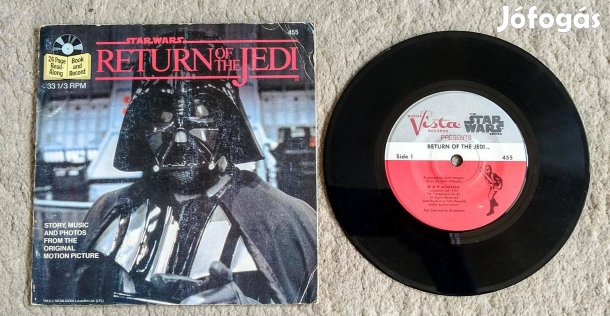 Jófogás
STAR WARS
RETURN OF THE JEDI
455
24 Page Read-Along
Book and Record
33 1/3 RPM
STORY, MUSIC
AND PHOTOS
FROM THE
ORIGINAL
MOTION PICTURE
BUENA
Vista
RECORDS
STAR WARS
PRESENTS
RETURN OF THE JEDI
Side 1
455